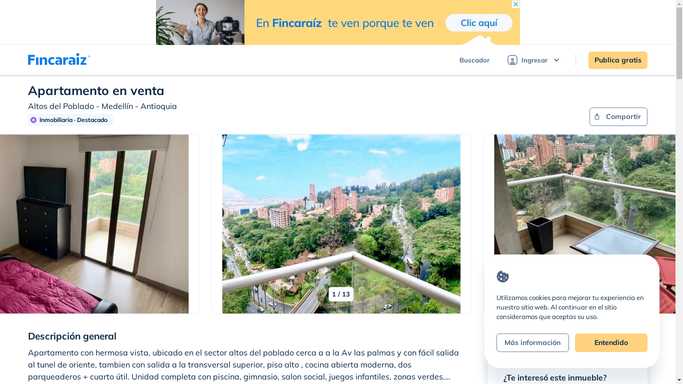 En Fincaraíz te ven porque te ven
Clic aquí
Fincaraiz
Buscador
Ingresar
Publica gratis
Apartamento en venta
Altos del Poblado - Medellín - Antioquia
Inmobiliaria · Destacado
Compartir
1 / 13
Descripción general
Apartamento con hermosa vista, ubicado en el sector altos del poblado cerca a a la Av las palmas y con fácil salida
al tunel de oriente, tambien con salida a la transversal superior, piso alto , cocina abierta moderna, dos
parqueaderos + cuarto útil. Unidad completa con piscina, gimnasio, salon social, juegos infantiles, zonas verdes,...
Utilizamos cookies para mejorar tu experiencia en
nuestro sitio web. Al continuar en el sitio
consideramos que aceptas su uso.
Más información
Entendido
¿Te interesó este inmueble?